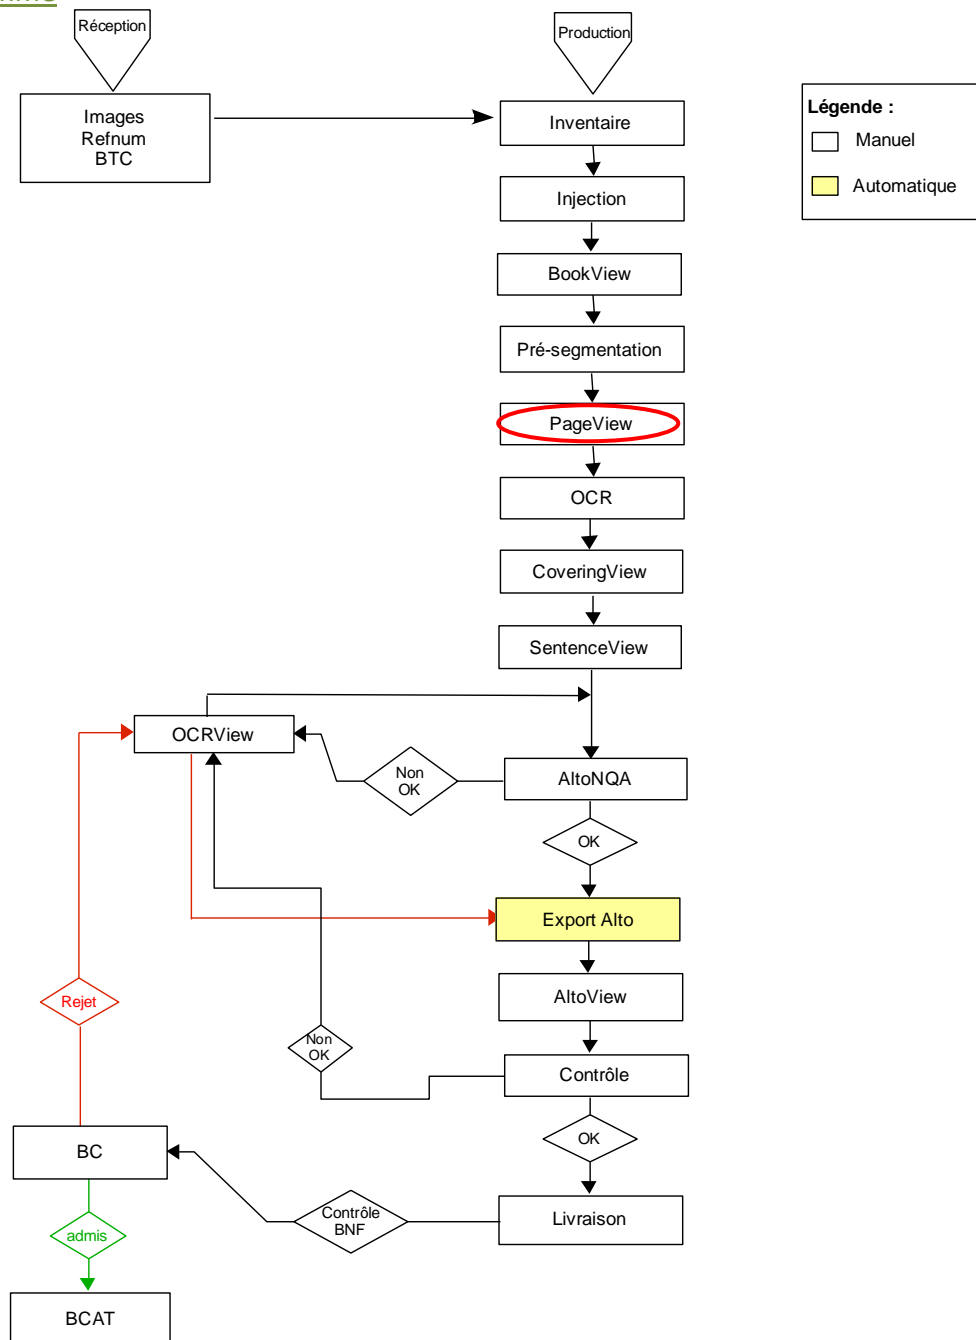 Réception
Production
Images
Refnum
BTC
Inventaire
Légende :
Manuel
Automatique
Injection
BookView
Pré-segmentation
PageView
OCR
CoveringView
SentenceView
OCRView
Non
OK
AltoNQA
OK
Export Alto
AltoView
Rejet
Non
OK
Contrôle
OK
BC
Contrôle
BNF
Livraison
admis
BCAT